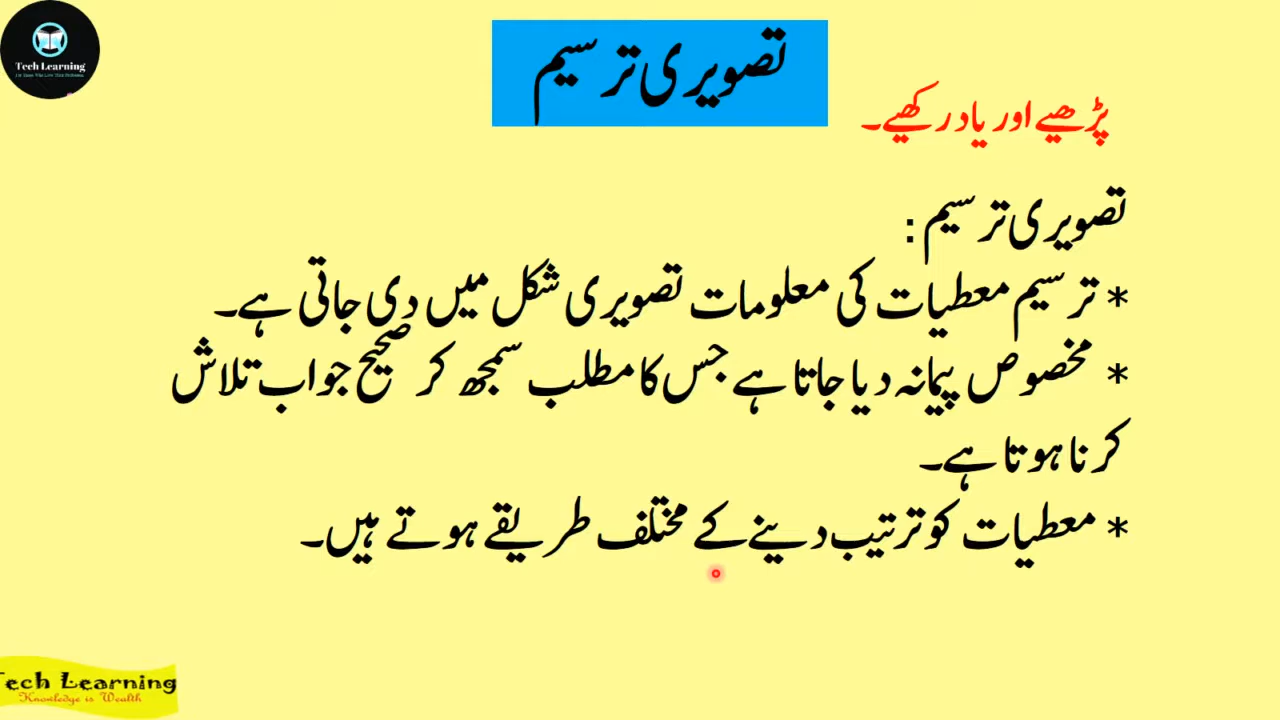 Tech Learning
تصویری ترسیم
پڑھیے اور یاد رکھیے۔
تصویری ترسیم :
* ترسیم معطیات کی معلومات تصویری شکل میں دی جاتی ہے۔
* مخصوص پیمانہ دیا جاتا ہے جس کا مطلب سمجھ کر صحیح جواب تلاش
کرنا ہوتا ہے۔
* معطیات کو ترتیب دینے کے مختلف طریقے ہوتے ہیں۔
Tech Learning
Knowledge is Wealth